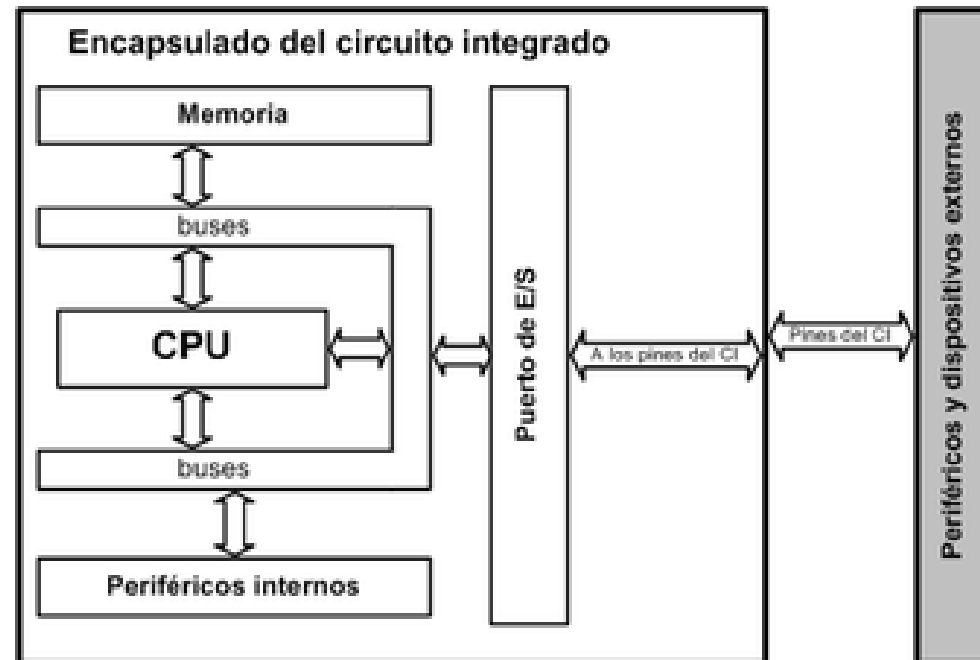 Encapsulado del circuito integrado
Memoria
buses
CPU
buses
Periféricos internos
Puerto de E/S
A los pines del CI
Pines del CI
Periféricos y dispositivos externos